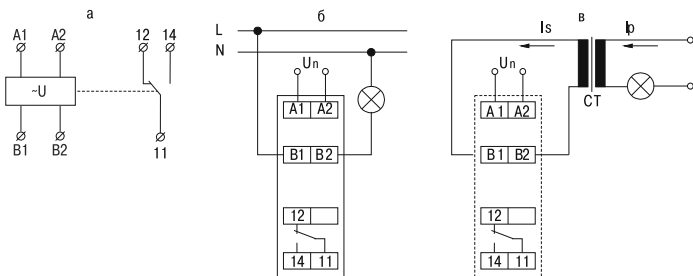 а
A1 A2 12 14
~U
B1 B2 11
б
L
N
Un
A1 A2
B1 B2
12
14 11
в
Is Ip
Un
CT
A1 A2
B1 B2
12
14 11